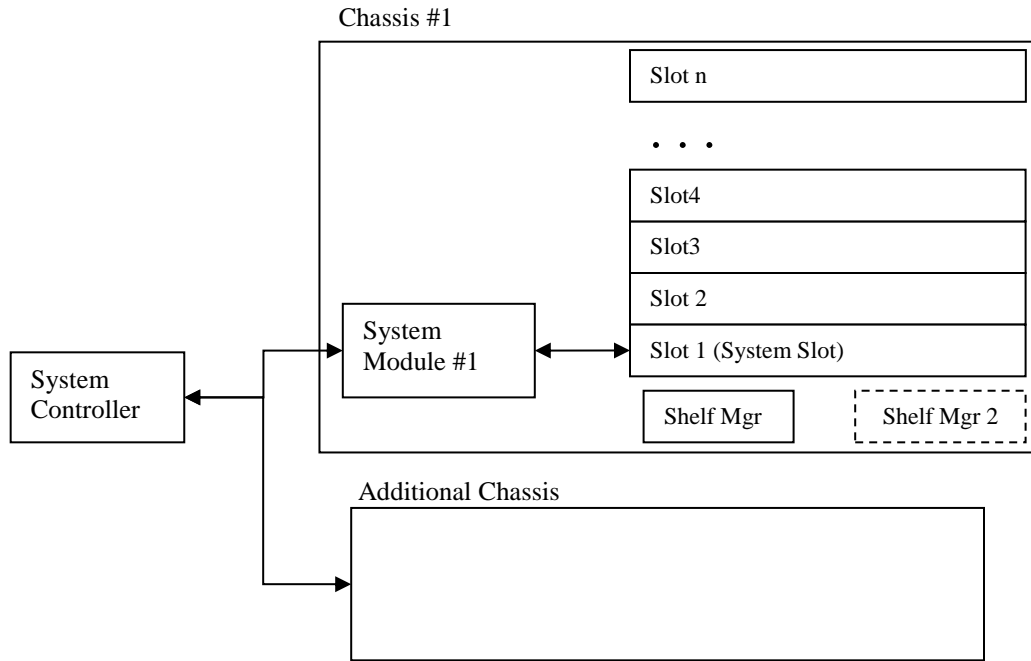 Chassis #1
Slot n
. . .
Slot4
Slot3
Slot 2
Slot 1 (System Slot)
System
Module #1
System
Controller
Shelf Mgr
Shelf Mgr 2
Additional Chassis